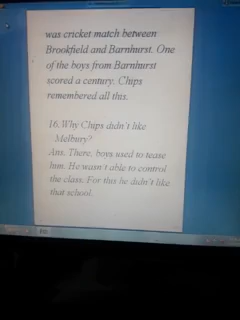 was cricket match between
Brookfield and Barnhurst. One
of the boys from Barnhurst
scored a century. Chips
remembered all this.
16. Why Chips didn't like
Melbury?
Ans. There, boys used to tease
him. He wasn't able to control
the class. For this he didn't like
that school.